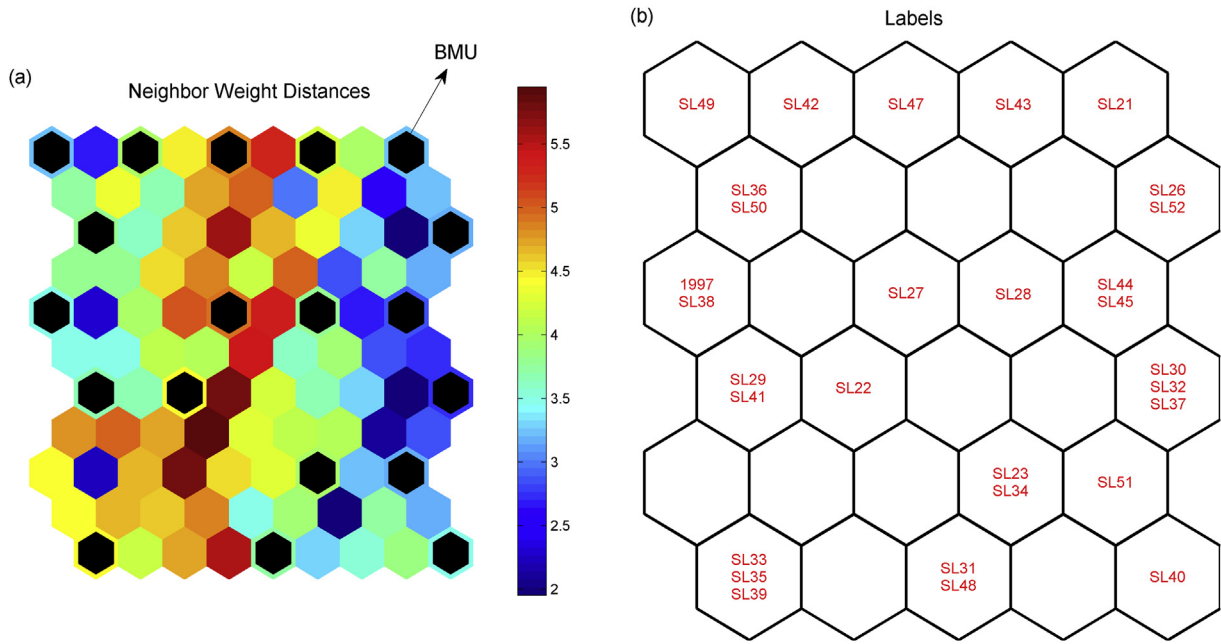 (a)
Neighbor Weight Distances
BMU
5.5
5
4.5
4
3.5
3
2.5
2
(b)
Labels
SL49
SL42
SL47
SL43
SL21
SL36
SL50
SL26
SL52
1997
SL38
SL27
SL28
SL44
SL45
SL29
SL41
SL22
SL30
SL32
SL37
SL23
SL34
SL51
SL33
SL35
SL39
SL31
SL48
SL40